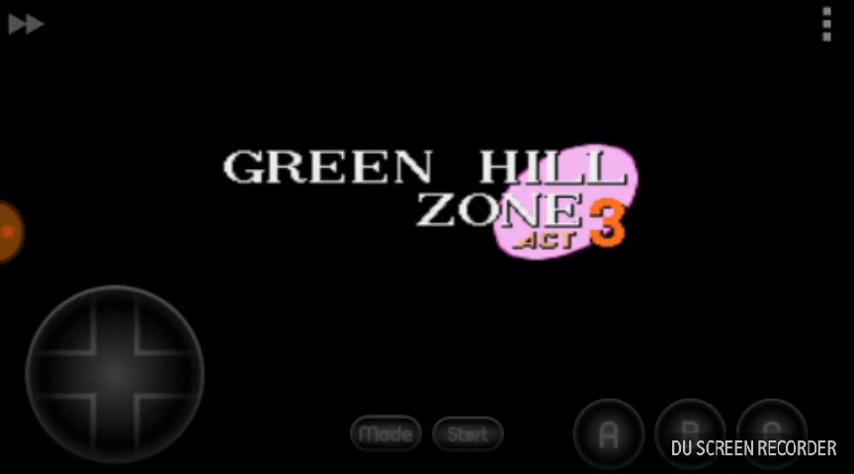 GREEN HILL
ZONE
ACT 3
Mode Start A B C
DU SCREEN RECORDER